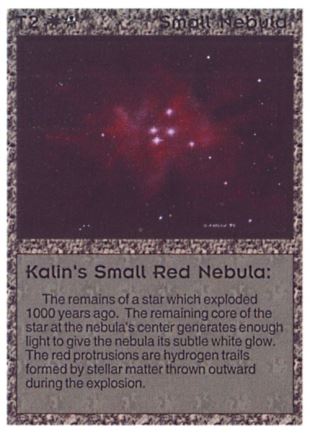 T2 Small Nebula
Kalin's Small Red Nebula:
The remains of a star which exploded
1000 years ago. The remaining core of the
star at the nebula's center generates enough
light to give the nebula its subtle white glow.
The red protrusions are hydrogen trails
formed by stellar matter thrown outward
during the explosion.